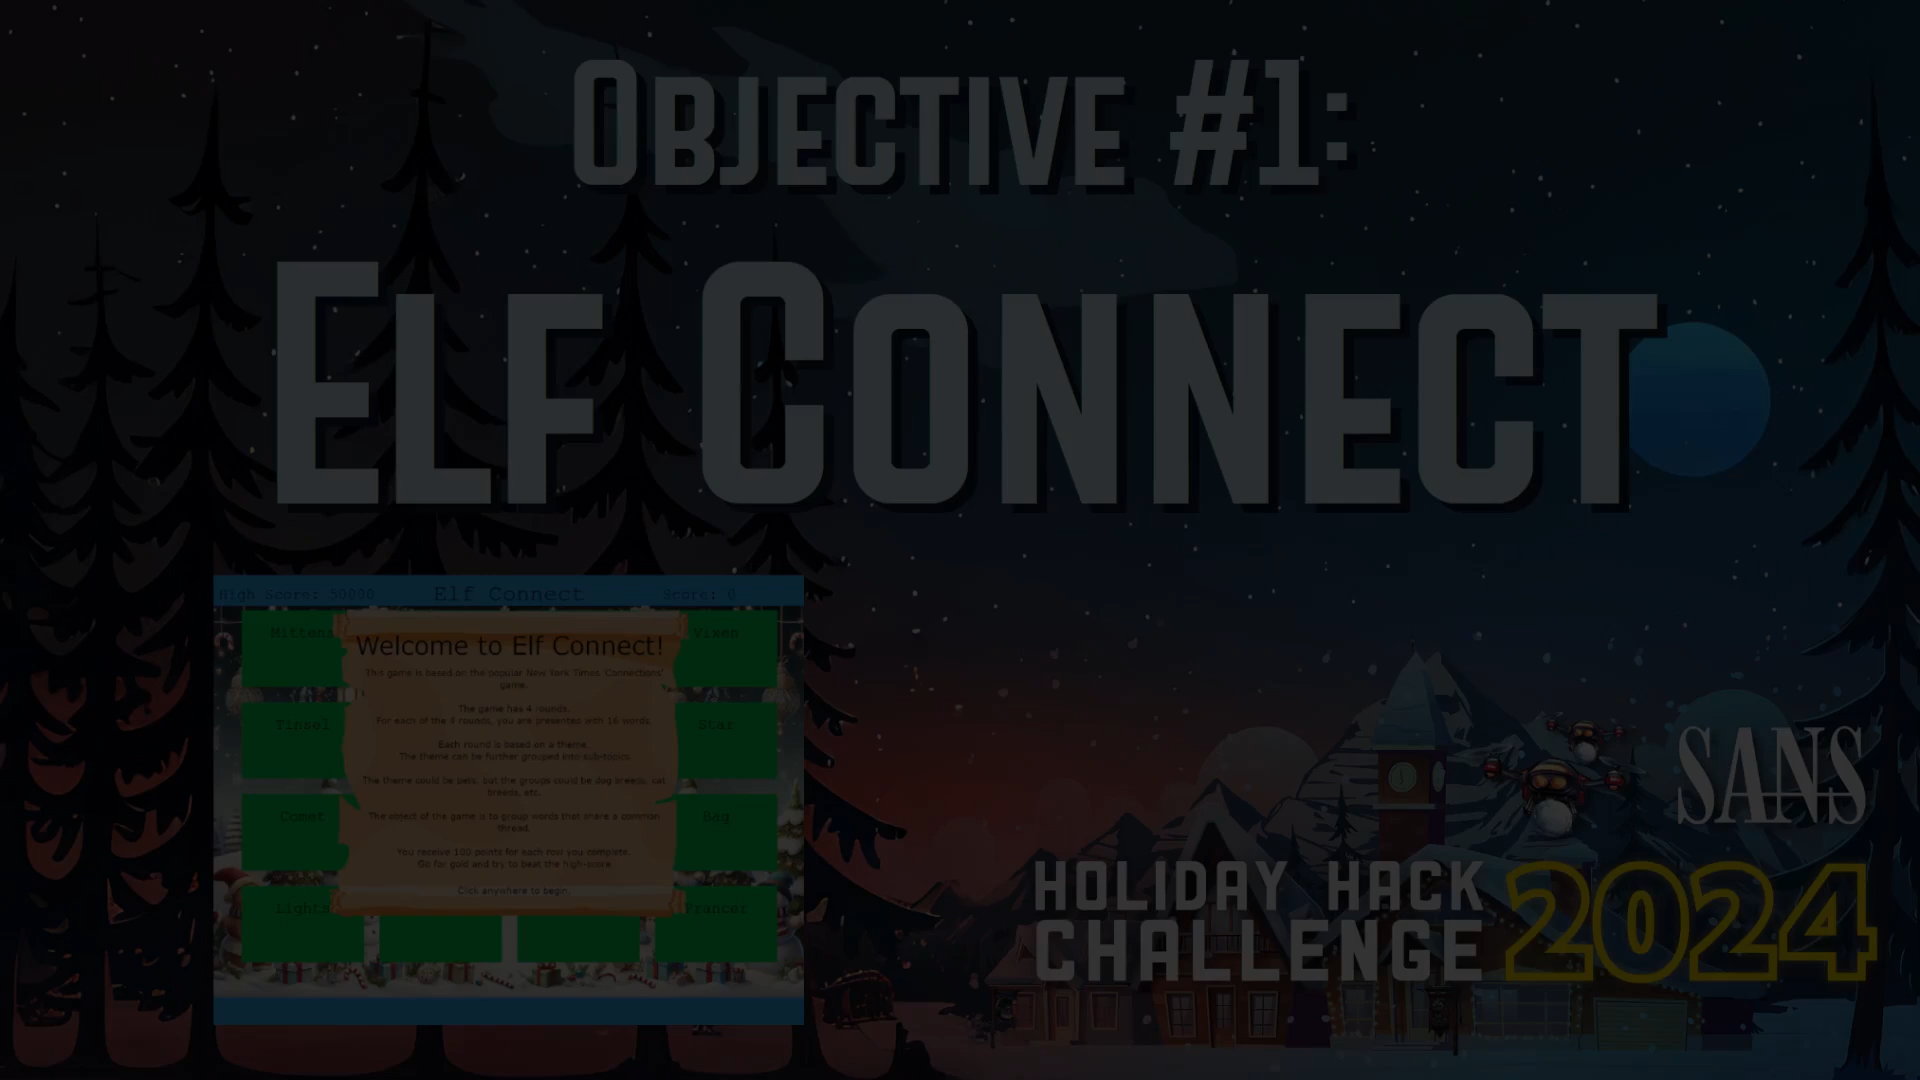 OBJECTIVE #1:
ELF CONNECT
High Score: 50000 Elf Connect Score: 0
Mittens
Vixen
Welcome to Elf Connect!
This game is based on the popular New York Times 'Connections'
game.
The game has 4 rounds.
For each of the 4 rounds, you are presented with 16 words.
Tinsel
Star
Each round is based on a theme.
The theme can be further grouped into sub-topics.
The theme could be pets, but the groups could be dog breeds, cat
breeds, etc.
Comet
Bag
The object of the game is to group words that share a common
thread.
You receive 100 points for each row you complete.
Go for gold and try to beat the high-score.
Click anywhere to begin.
Lights
Prancer
SANS
HOLIDAY HACK
CHALLENGE 2024